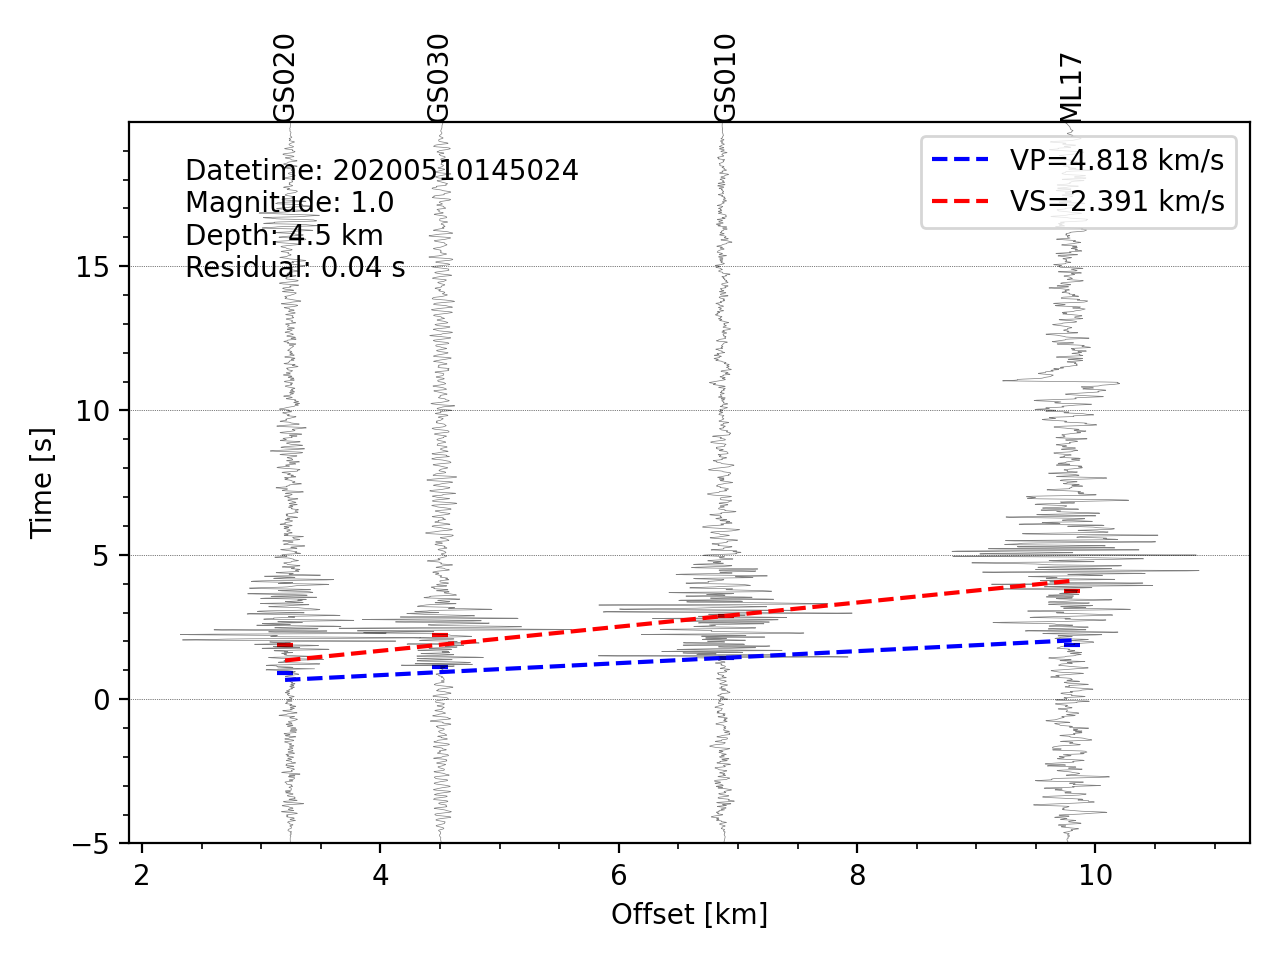 GS020
GS030
GS010
ML17
Datetime: 20200510145024
Magnitude: 1.0
Depth: 4.5 km
Residual: 0.04 s
VP=4.818 km/s
VS=2.391 km/s
15
10
5
0
−5
Time [s]
2
4
6
8
10
Offset [km]